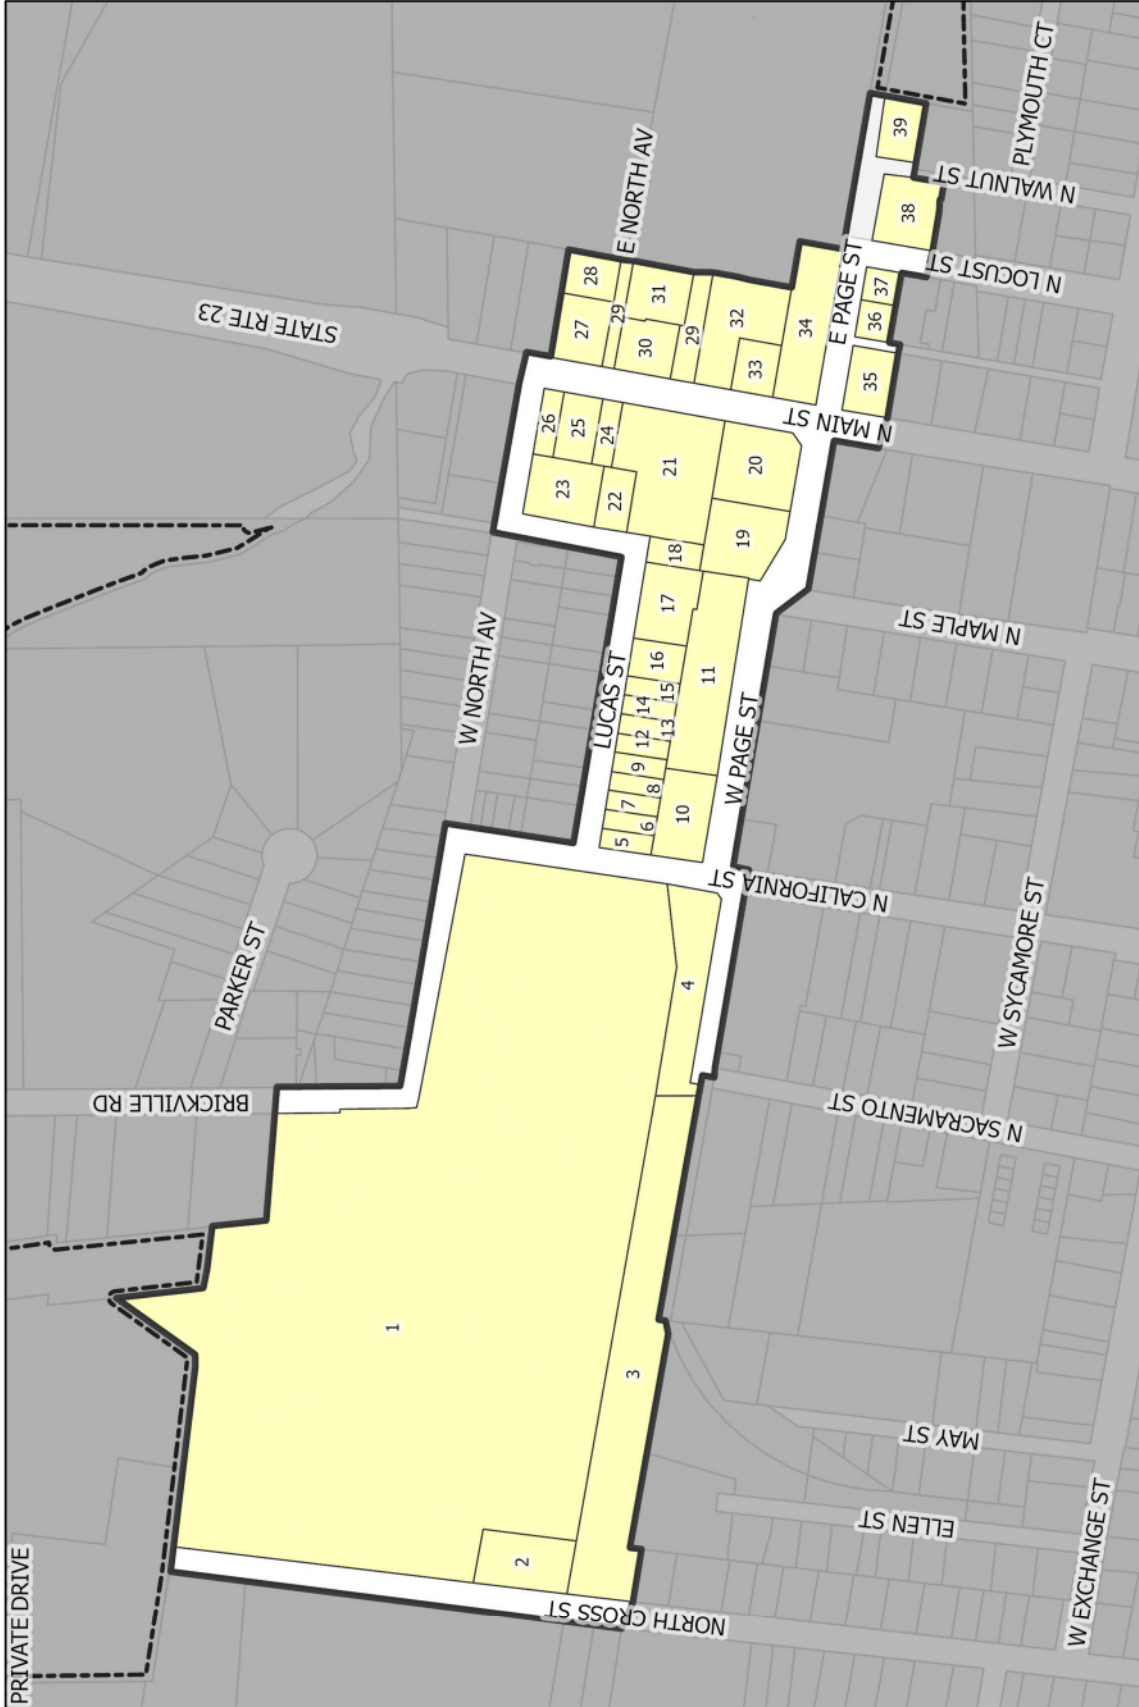 PRIVATE DRIVE
BRICKVILLE RD
PARKER ST
STATE RTE 23
W NORTH AV
E NORTH AV
LUCAS ST
W PAGE ST
E PAGE ST
NORTH CROSS ST
N CALIFORNIA ST
N SACRAMENTO ST
N MAPLE ST
N MAIN ST
N LOCUST ST
N WALNUT ST
PLYMOUTH CT
W SYCAMORE ST
MAY ST
ELLEN ST
W EXCHANGE ST
1
2
3
4
5
6
7
8
9
10
11
12
13
14
15
16
17
18
19
20
21
22
23
24
25
26
27
28
29
29
30
31
32
33
34
35
36
37
38
39